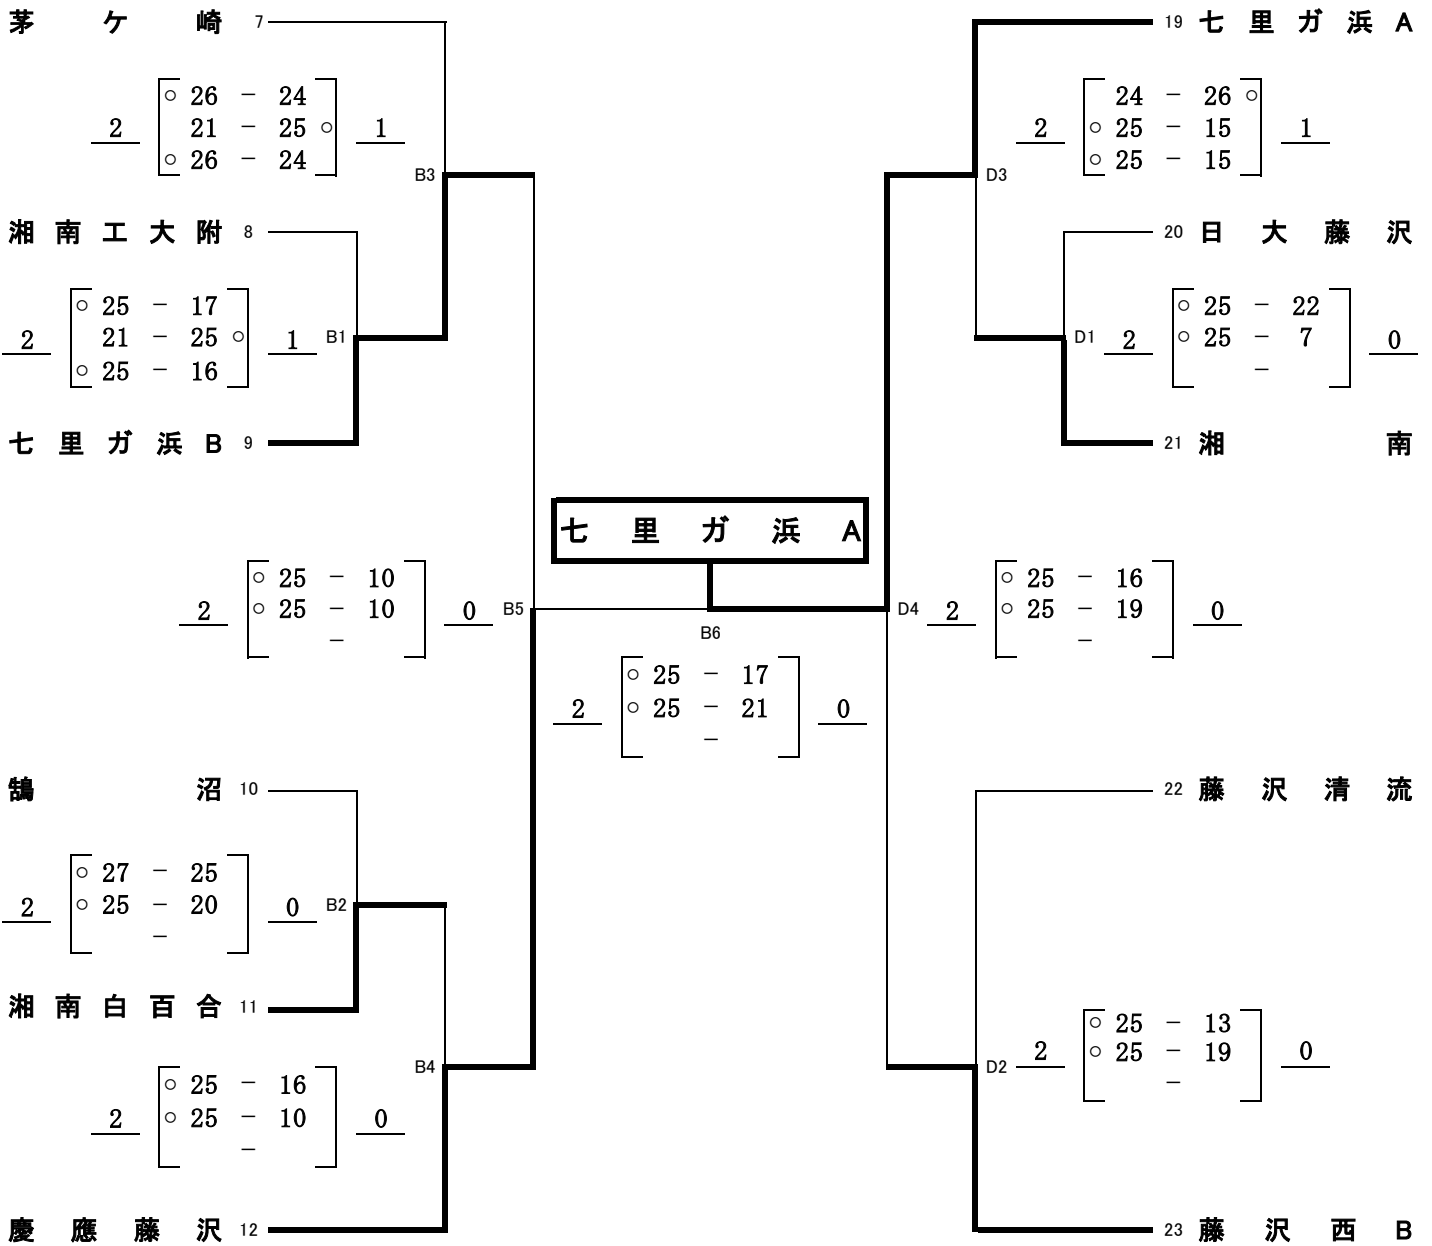 茅ケ崎 7
19 七里ガ浜A
○ 26 － 24
2 21 － 25 ○ 1
○ 26 － 24
24 － 26 ○
2 ○ 25 － 15 1
○ 25 － 15
B3
D3
湘南工大附 8
20 日大藤沢
○ 25 － 17
2 21 － 25 ○ 1 B1
○ 25 － 16
○ 25 － 22
D1 2 ○ 25 － 7 0
－
七里ガ浜B 9
21 湘南
七里ガ浜A
○ 25 － 10
2 ○ 25 － 10 0 B5
－
○ 25 － 16
D4 2 ○ 25 － 19 0
－
B6
○ 25 － 17
2 ○ 25 － 21 0
－
鵠沼 10
22 藤沢清流
○ 27 － 25
2 ○ 25 － 20 0 B2
－
湘南白百合 11
○ 25 － 13
D2 2 ○ 25 － 19 0
－
B4
○ 25 － 16
2 ○ 25 － 10 0
－
慶應藤沢 12
23 藤沢西B